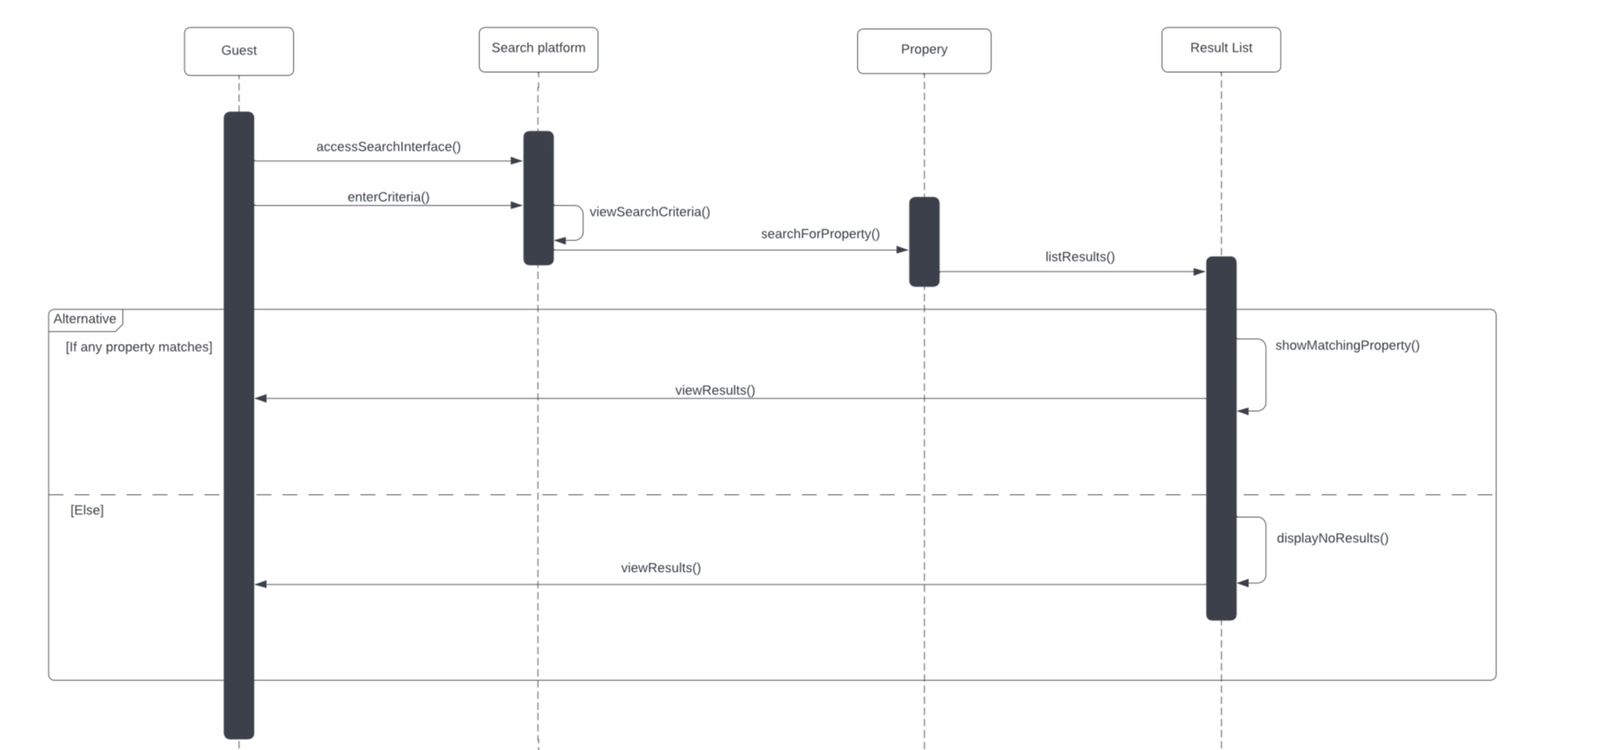 Guest
Search platform
Propery
Result List
accessSearchInterface()
enterCriteria()
viewSearchCriteria()
searchForProperty()
listResults()
Alternative
[If any property matches]
showMatchingProperty()
viewResults()
[Else]
displayNoResults()
viewResults()